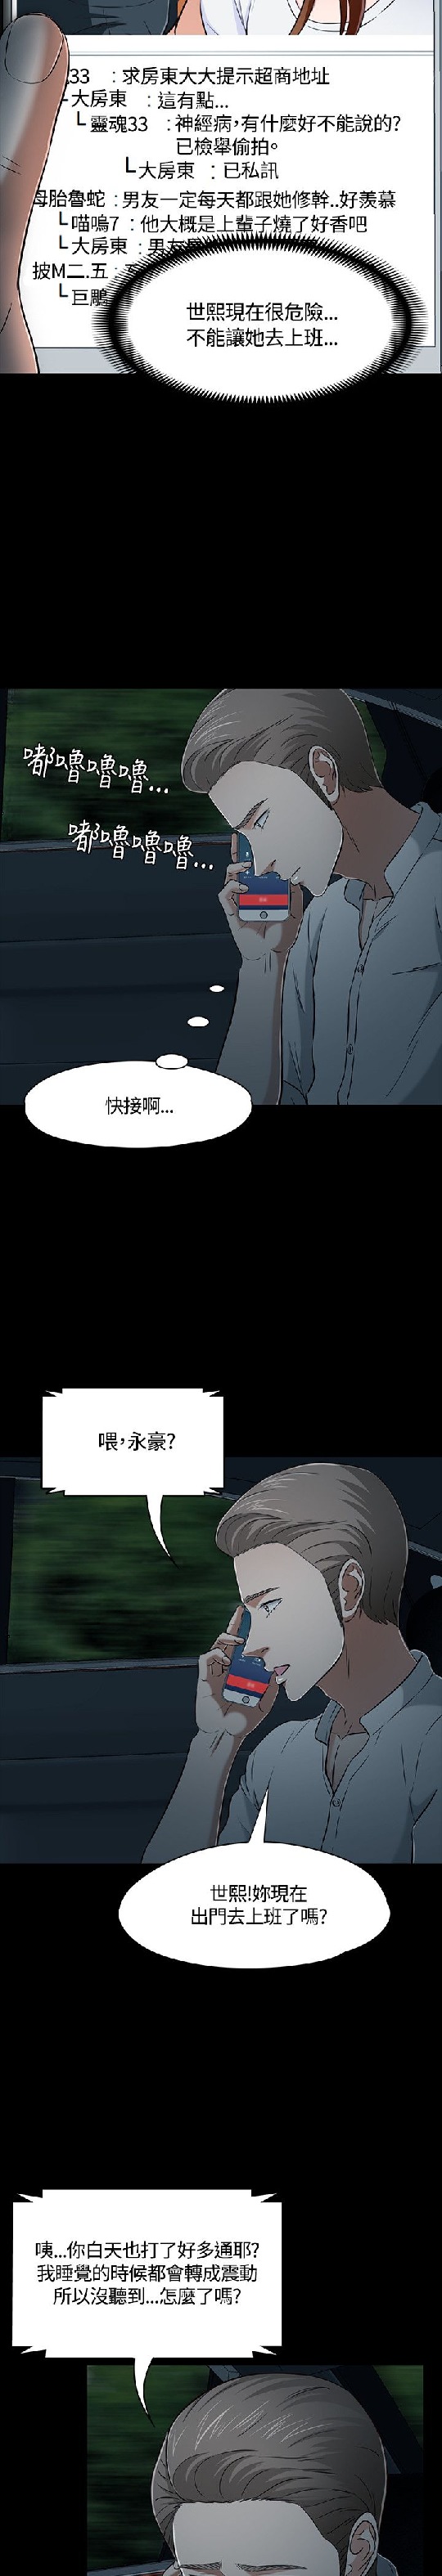 33 :求房東大大提示超商地址
└大房東 :這有點...
└靈魂33 :神經病,有什麼好不能說的?
已檢舉偷拍。
└大房東 :已私訊
母胎魯蛇 :男友一定每天都跟她修幹..好羨慕
└喵嗚7 :他大概是上輩子燒了好香吧
└大房東 :男友
披M二.五 :
└巨鵬
世熙現在很危險...
不能讓她去上班...
嘟嚕嚕嚕...
嘟嚕嚕嚕...
快接啊...
喂,永豪?
世熙!妳現在
出門去上班了嗎?
咦...你白天也打了好多通耶?
我睡覺的時候都會轉成震動
所以沒聽到...怎麼了嗎?